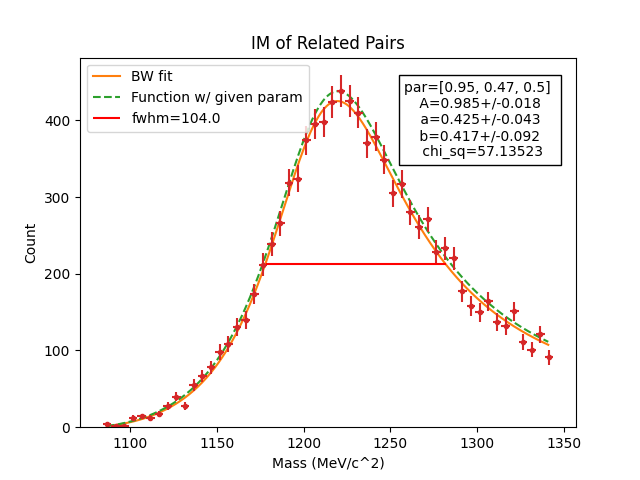 IM of Related Pairs
BW fit
Function w/ given param
fwhm=104.0
par=[0.95, 0.47, 0.5]
A=0.985+/-0.018
a=0.425+/-0.043
b=0.417+/-0.092
chi_sq=57.13523
Count
400
300
200
100
0
1100
1150
1200
1250
1300
1350
Mass (MeV/c^2)